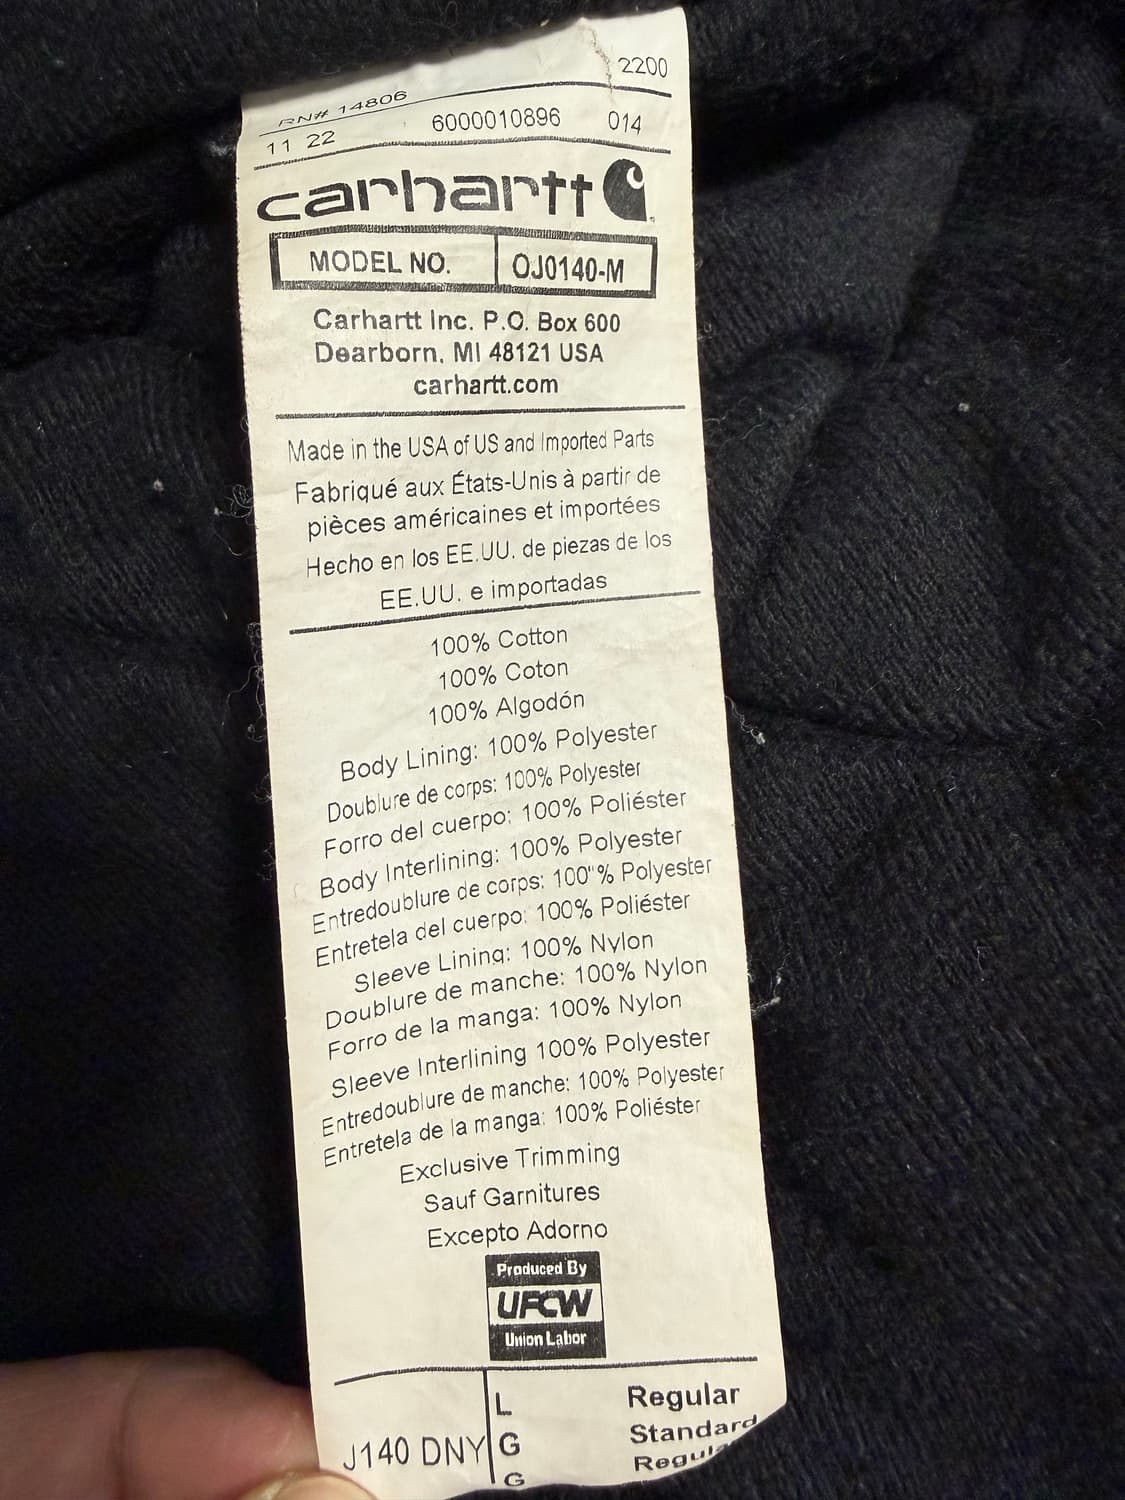 2200
RN# 14806
11 22 6000010896 014
carhartt
MODEL NO. OJ0140-M
Carhartt Inc. P.O. Box 600
Dearborn, MI 48121 USA
carhartt.com
Made in the USA of US and Imported Parts
Fabriqué aux États-Unis à partir de
pièces américaines et importées
Hecho en los EE.UU. de piezas de los
EE.UU. e importadas
100% Cotton
100% Coton
100% Algodón
Body Lining: 100% Polyester
Doublure de corps: 100% Polyester
Forro del cuerpo: 100% Poliéster
Body Interlining: 100% Polyester
Entredoublure de corps: 100"% Polyester
Entretela del cuerpo: 100% Poliéster
Sleeve Lining: 100% Nylon
Doublure de manche: 100% Nylon
Forro de la manga: 100% Nylon
Sleeve Interlining 100% Polyester
Entredoublure de manche: 100% Polyester
Entretela de la manga: 100% Poliéster
Exclusive Trimming
Sauf Garnitures
Excepto Adorno
Produced By
UFCW
Union Labor
L Regular
J140 DNY G Standard
G Regular